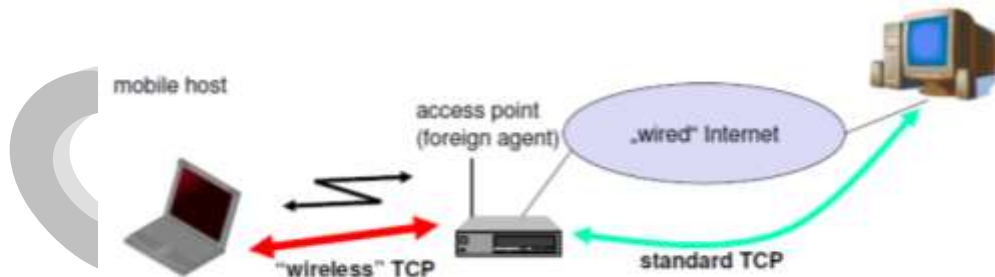 mobile host
access point
(foreign agent)
„wired“ Internet
“wireless” TCP
standard TCP